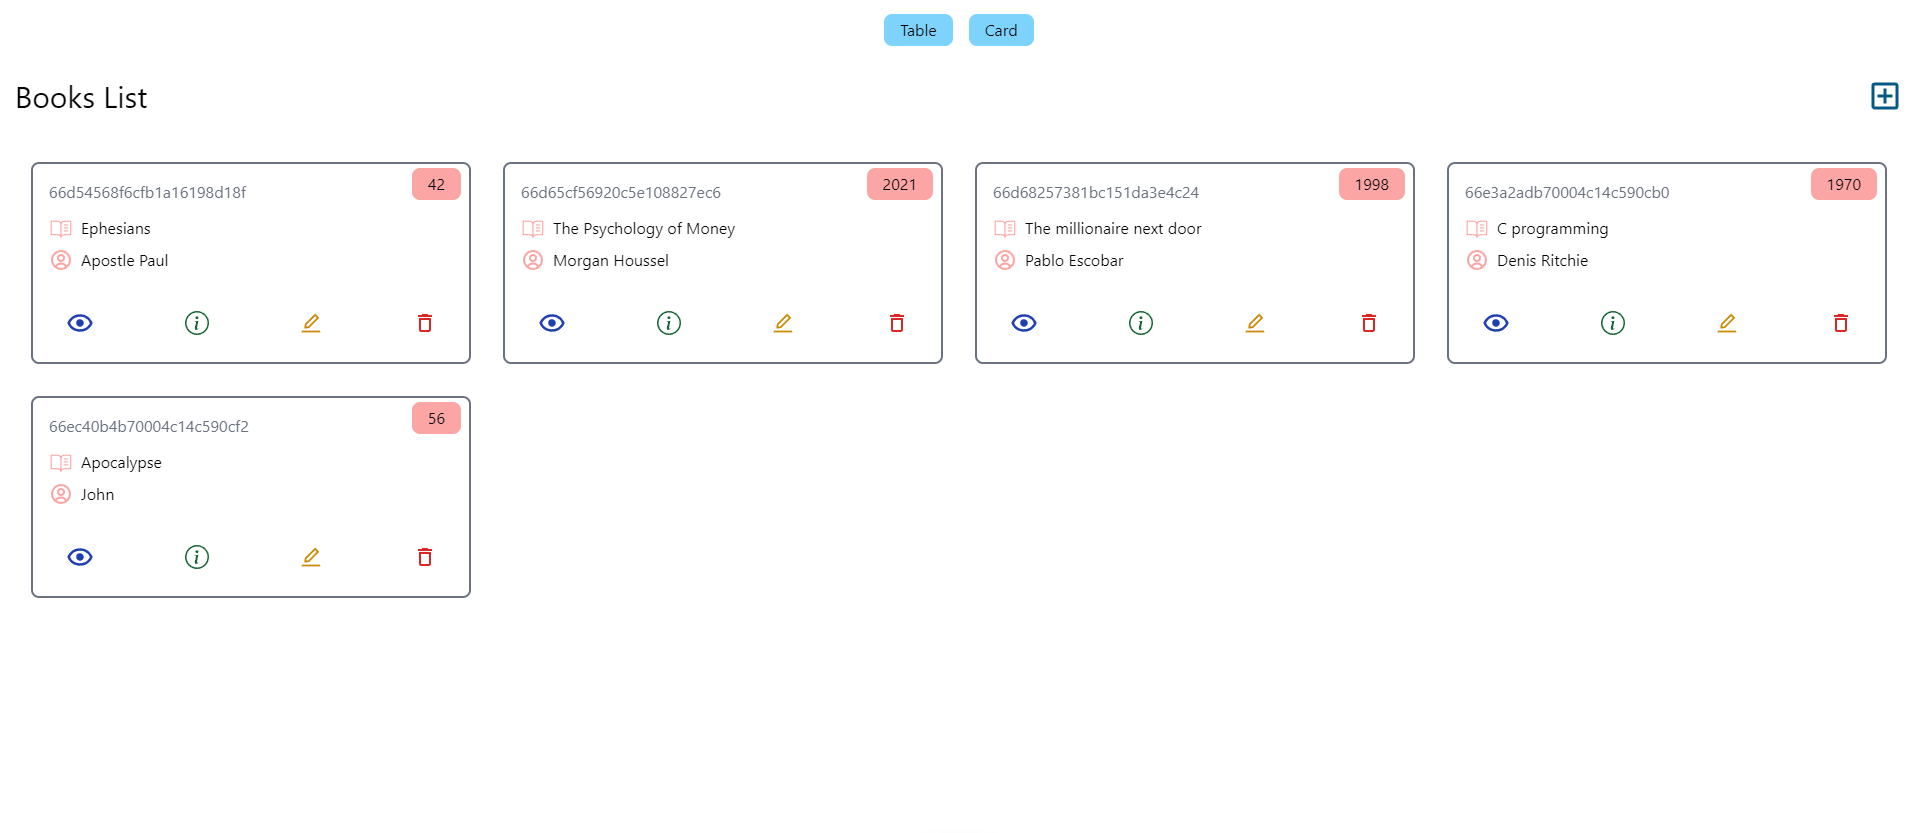 Table Card
Books List
66d54568f6cfb1a16198d18f 42
Ephesians
Apostle Paul
66d65cf56920c5e108827ec6 2021
The Psychology of Money
Morgan Houssel
66d68257381bc151da3e4c24 1998
The millionaire next door
Pablo Escobar
66e3a2adb70004c14c590cb0 1970
C programming
Denis Ritchie
66ec40b4b70004c14c590cf2 56
Apocalypse
John